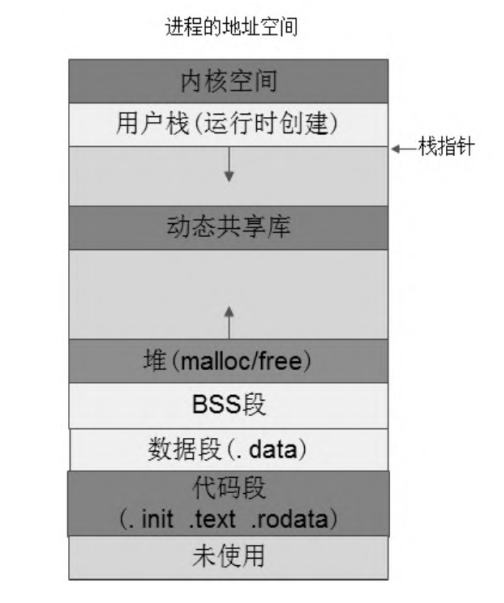 进程的地址空间
内核空间
用户栈(运行时创建)
栈指针
动态共享库
堆(malloc/free)
BSS段
数据段(. data)
代码段
(. init .text .rodata)
未使用